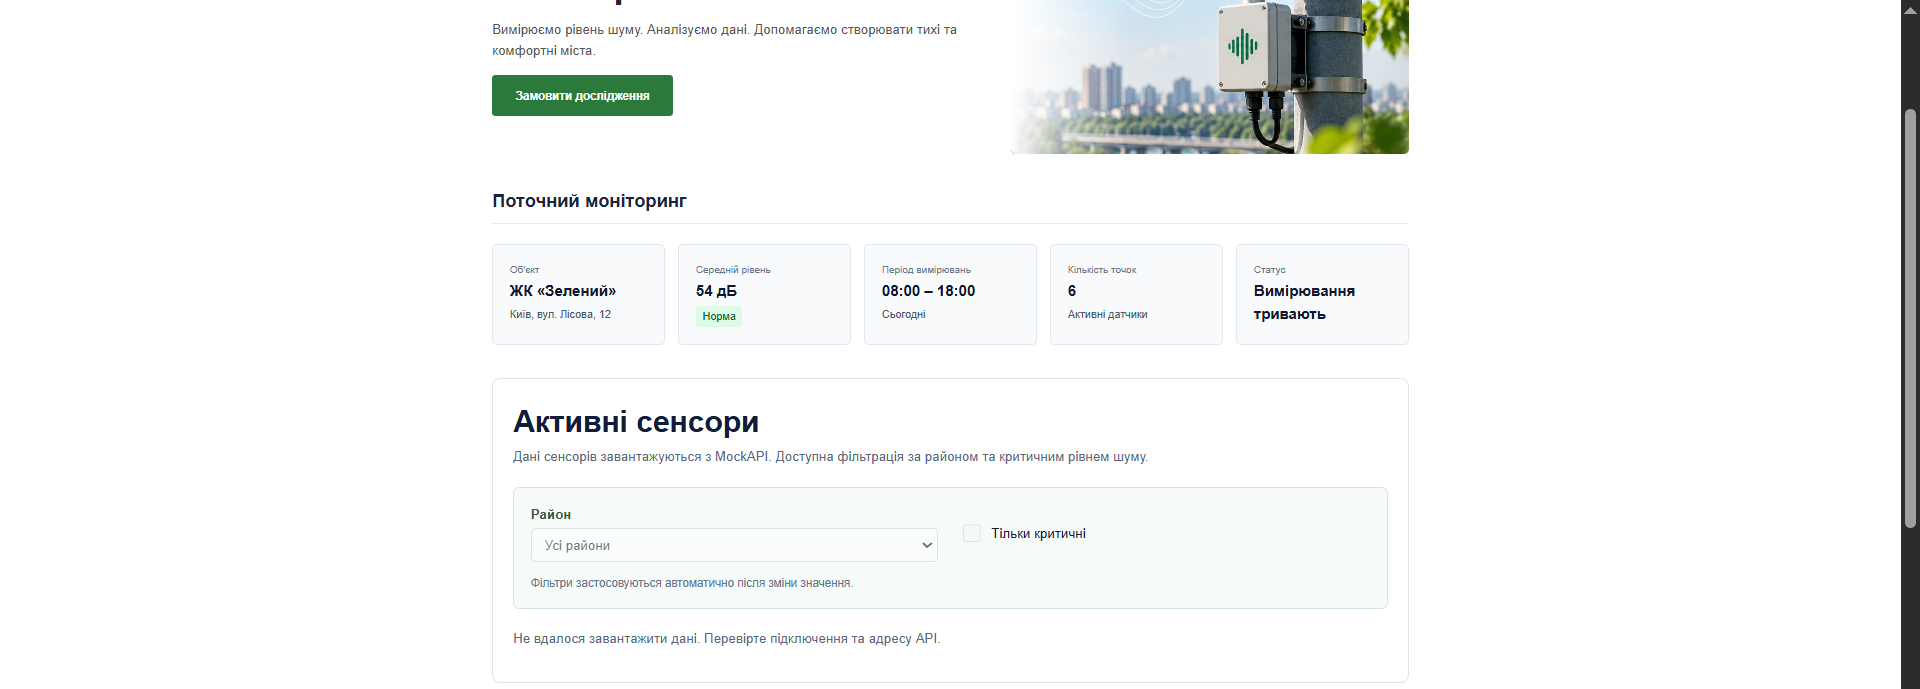 Вимірюємо рівень шуму. Аналізуємо дані. Допомагаємо створювати тихі та
комфортні міста.
Замовити дослідження
Поточний моніторинг
Об'єкт
ЖК «Зелений»
Київ, вул. Лісова, 12
Середній рівень
54 дБ
Норма
Період вимірювань
08:00 – 18:00
Сьогодні
Кількість точок
6
Активні датчики
Статус
Вимірювання
тривають
Активні сенсори
Дані сенсорів завантажуються з MockAPI. Доступна фільтрація за районом та критичним рівнем шуму.
Район
Усі райони
Тільки критичні
Фільтри застосовуються автоматично після зміни значення.
Не вдалося завантажити дані. Перевірте підключення та адресу API.